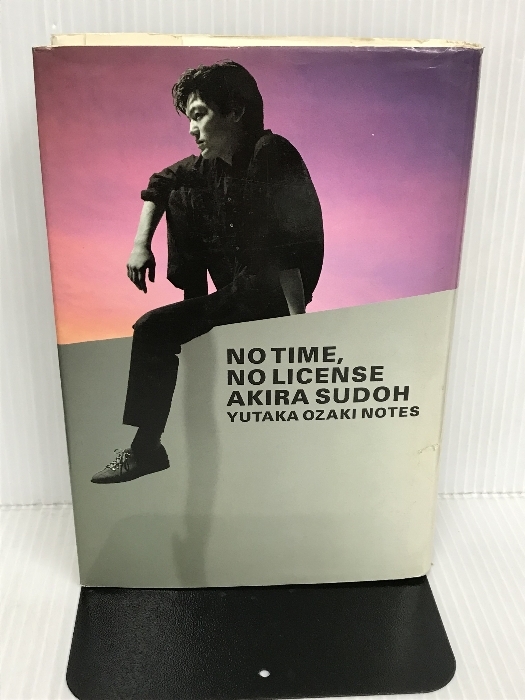 NO TIME,
NO LICENSE
AKIRA SUDOH
YUTAKA OZAKI NOTES